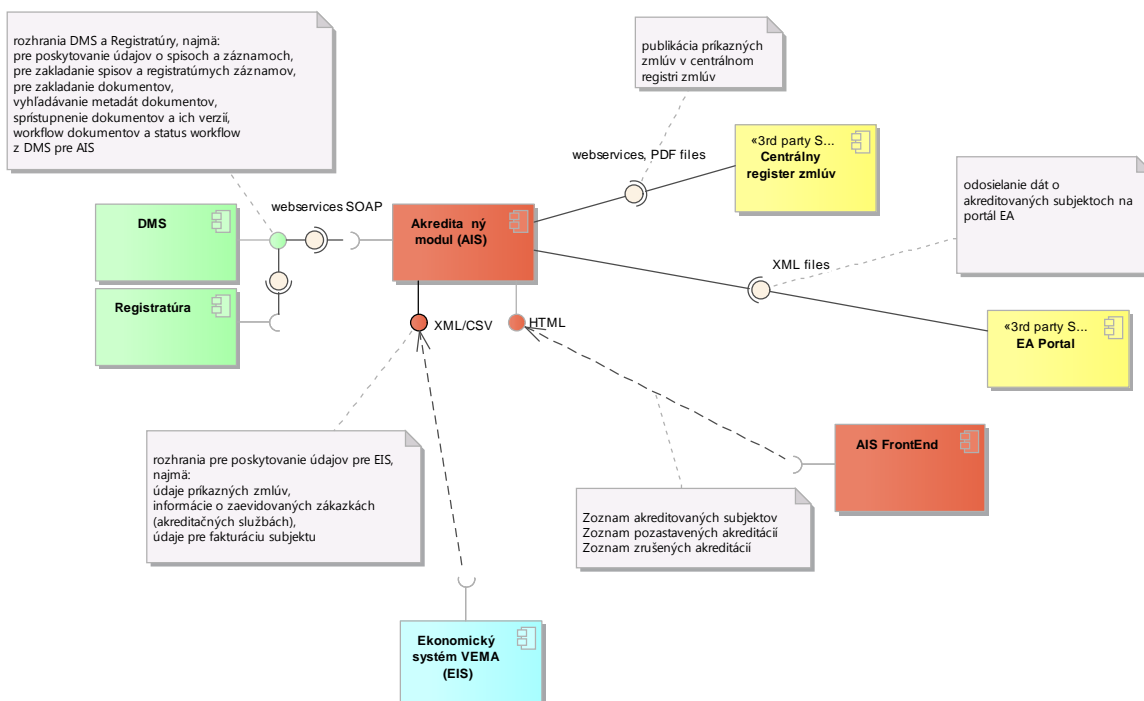 rozhrania DMS a Registratúry, najmä:
pre poskytovanie údajov o spisoch a záznamoch,
pre zakladanie spisov a registratúrnych záznamov,
pre zakladanie dokumentov,
vyhľadávanie metadát dokumentov,
sprístupnenie dokumentov a ich verzií,
workflow dokumentov a status workflow
z DMS pre AIS
publikácia príkazných
zmlúv v centrálnom
registri zmlúv
webservices, PDF files
«3rd party S...
Centrálny
register zmlúv
odosielanie dát o
akreditovaných subjektoch na
portál EA
webservices SOAP
DMS
Akredita ný
modul (AIS)
XML files
Registratúra
XML/CSV
HTML
«3rd party S...
EA Portal
rozhrania pre poskytovanie údajov pre EIS,
najmä:
údaje príkazných zmlúv,
informácie o zaevidovaných zákazkách
(akreditačných službách),
údaje pre fakturáciu subjektu
AIS FrontEnd
Zoznam akreditovaných subjektov
Zoznam pozastavených akreditácií
Zoznam zrušených akreditácií
Ekonomický
systém VEMA
(EIS)